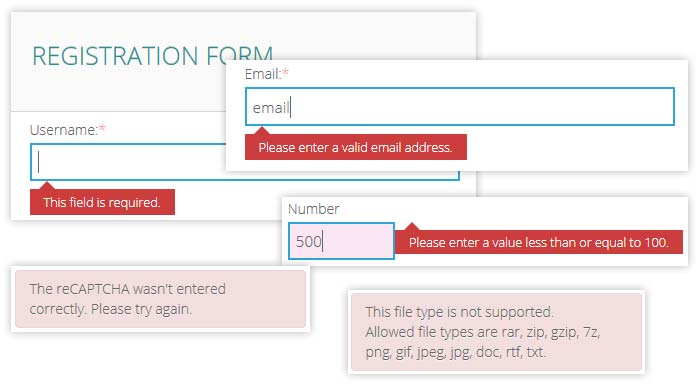 REGISTRATION FORM
Email:*
email
Please enter a valid email address.
Username:*
This field is required.
Number
500
Please enter a value less than or equal to 100.
The reCAPTCHA wasn't entered
correctly. Please try again.
This file type is not supported.
Allowed file types are rar, zip, gzip, 7z,
png, gif, jpeg, jpg, doc, rtf, txt.